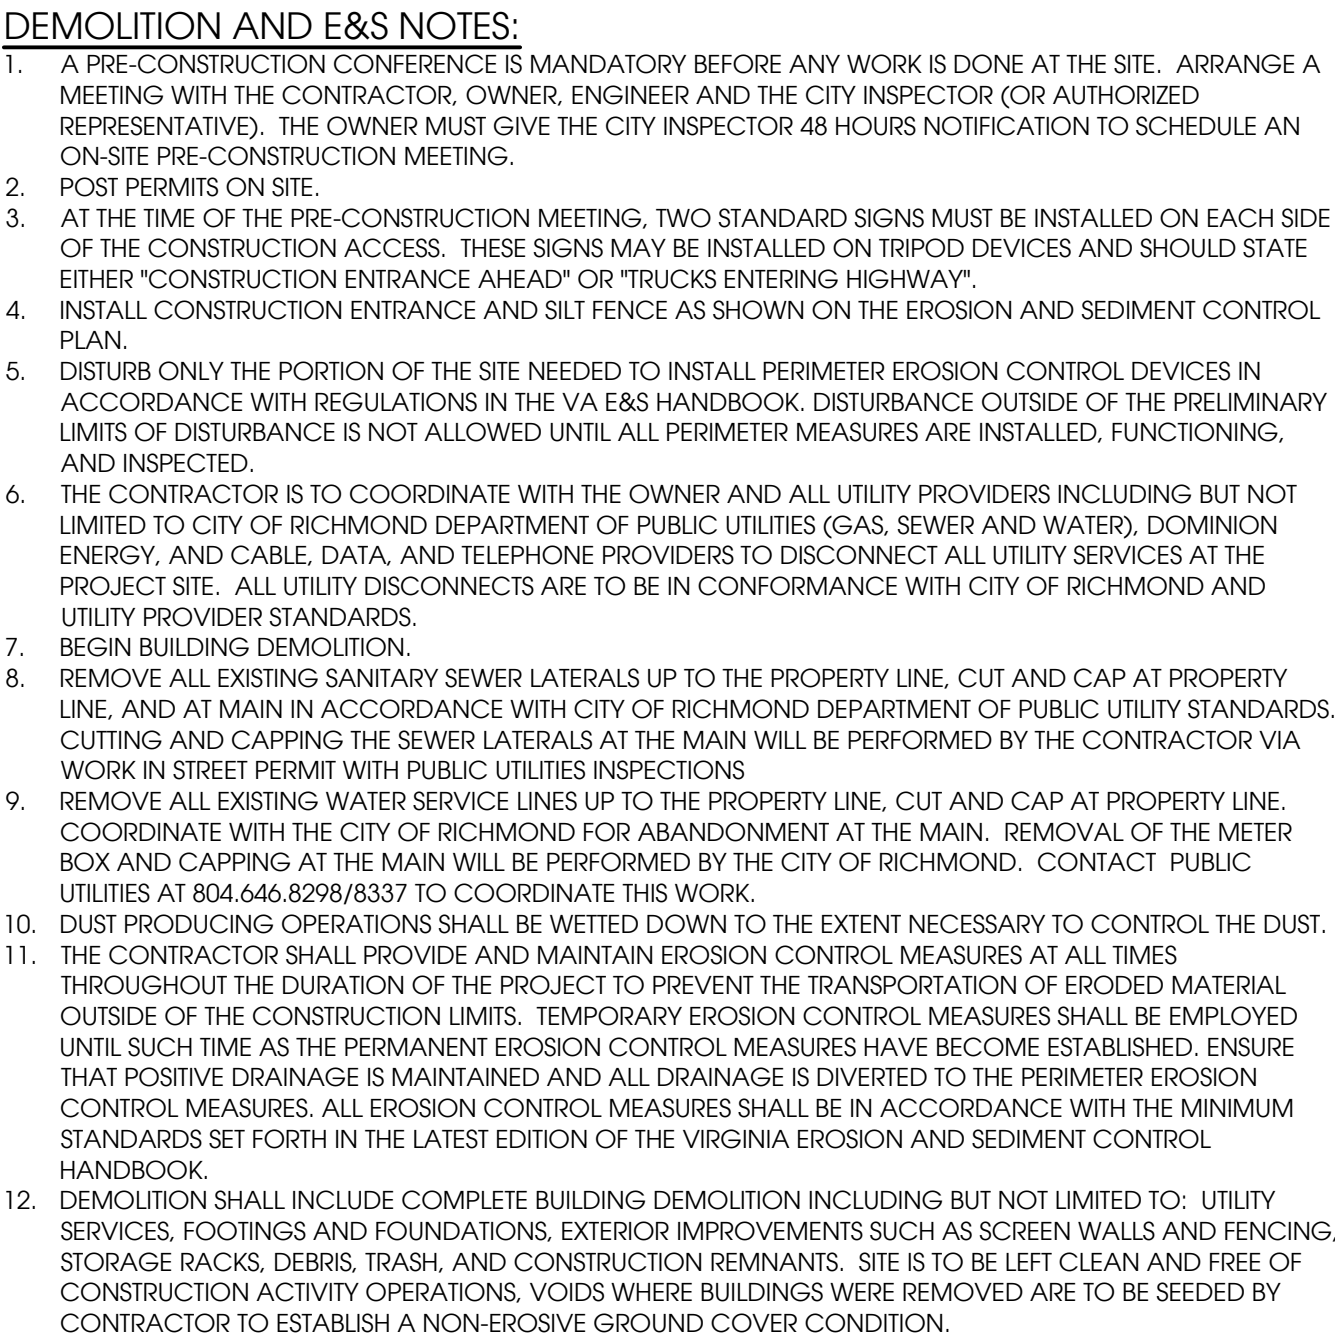 DEMOLITION AND E&S NOTES:
1. A PRE-CONSTRUCTION CONFERENCE IS MANDATORY BEFORE ANY WORK IS DONE AT THE SITE. ARRANGE A
MEETING WITH THE CONTRACTOR, OWNER, ENGINEER AND THE CITY INSPECTOR (OR AUTHORIZED
REPRESENTATIVE). THE OWNER MUST GIVE THE CITY INSPECTOR 48 HOURS NOTIFICATION TO SCHEDULE AN
ON-SITE PRE-CONSTRUCTION MEETING.
2. POST PERMITS ON SITE.
3. AT THE TIME OF THE PRE-CONSTRUCTION MEETING, TWO STANDARD SIGNS MUST BE INSTALLED ON EACH SIDE
OF THE CONSTRUCTION ACCESS. THESE SIGNS MAY BE INSTALLED ON TRIPOD DEVICES AND SHOULD STATE
EITHER "CONSTRUCTION ENTRANCE AHEAD" OR "TRUCKS ENTERING HIGHWAY".
4. INSTALL CONSTRUCTION ENTRANCE AND SILT FENCE AS SHOWN ON THE EROSION AND SEDIMENT CONTROL
PLAN.
5. DISTURB ONLY THE PORTION OF THE SITE NEEDED TO INSTALL PERIMETER EROSION CONTROL DEVICES IN
ACCORDANCE WITH REGULATIONS IN THE VA E&S HANDBOOK. DISTURBANCE OUTSIDE OF THE PRELIMINARY
LIMITS OF DISTURBANCE IS NOT ALLOWED UNTIL ALL PERIMETER MEASURES ARE INSTALLED, FUNCTIONING,
AND INSPECTED.
6. THE CONTRACTOR IS TO COORDINATE WITH THE OWNER AND ALL UTILITY PROVIDERS INCLUDING BUT NOT
LIMITED TO CITY OF RICHMOND DEPARTMENT OF PUBLIC UTILITIES (GAS, SEWER AND WATER), DOMINION
ENERGY, AND CABLE, DATA, AND TELEPHONE PROVIDERS TO DISCONNECT ALL UTILITY SERVICES AT THE
PROJECT SITE. ALL UTILITY DISCONNECTS ARE TO BE IN CONFORMANCE WITH CITY OF RICHMOND AND
UTILITY PROVIDER STANDARDS.
7. BEGIN BUILDING DEMOLITION.
8. REMOVE ALL EXISTING SANITARY SEWER LATERALS UP TO THE PROPERTY LINE, CUT AND CAP AT PROPERTY
LINE, AND AT MAIN IN ACCORDANCE WITH CITY OF RICHMOND DEPARTMENT OF PUBLIC UTILITY STANDARDS.
CUTTING AND CAPPING THE SEWER LATERALS AT THE MAIN WILL BE PERFORMED BY THE CONTRACTOR VIA
WORK IN STREET PERMIT WITH PUBLIC UTILITIES INSPECTIONS
9. REMOVE ALL EXISTING WATER SERVICE LINES UP TO THE PROPERTY LINE, CUT AND CAP AT PROPERTY LINE.
COORDINATE WITH THE CITY OF RICHMOND FOR ABANDONMENT AT THE MAIN. REMOVAL OF THE METER
BOX AND CAPPING AT THE MAIN WILL BE PERFORMED BY THE CITY OF RICHMOND. CONTACT PUBLIC
UTILITIES AT 804.646.8298/8337 TO COORDINATE THIS WORK.
10. DUST PRODUCING OPERATIONS SHALL BE WETTED DOWN TO THE EXTENT NECESSARY TO CONTROL THE DUST.
11. THE CONTRACTOR SHALL PROVIDE AND MAINTAIN EROSION CONTROL MEASURES AT ALL TIMES
THROUGHOUT THE DURATION OF THE PROJECT TO PREVENT THE TRANSPORTATION OF ERODED MATERIAL
OUTSIDE OF THE CONSTRUCTION LIMITS. TEMPORARY EROSION CONTROL MEASURES SHALL BE EMPLOYED
UNTIL SUCH TIME AS THE PERMANENT EROSION CONTROL MEASURES HAVE BECOME ESTABLISHED. ENSURE
THAT POSITIVE DRAINAGE IS MAINTAINED AND ALL DRAINAGE IS DIVERTED TO THE PERIMETER EROSION
CONTROL MEASURES. ALL EROSION CONTROL MEASURES SHALL BE IN ACCORDANCE WITH THE MINIMUM
STANDARDS SET FORTH IN THE LATEST EDITION OF THE VIRGINIA EROSION AND SEDIMENT CONTROL
HANDBOOK.
12. DEMOLITION SHALL INCLUDE COMPLETE BUILDING DEMOLITION INCLUDING BUT NOT LIMITED TO: UTILITY
SERVICES, FOOTINGS AND FOUNDATIONS, EXTERIOR IMPROVEMENTS SUCH AS SCREEN WALLS AND FENCING,
STORAGE RACKS, DEBRIS, TRASH, AND CONSTRUCTION REMNANTS. SITE IS TO BE LEFT CLEAN AND FREE OF
CONSTRUCTION ACTIVITY OPERATIONS, VOIDS WHERE BUILDINGS WERE REMOVED ARE TO BE SEEDED BY
CONTRACTOR TO ESTABLISH A NON-EROSIVE GROUND COVER CONDITION.